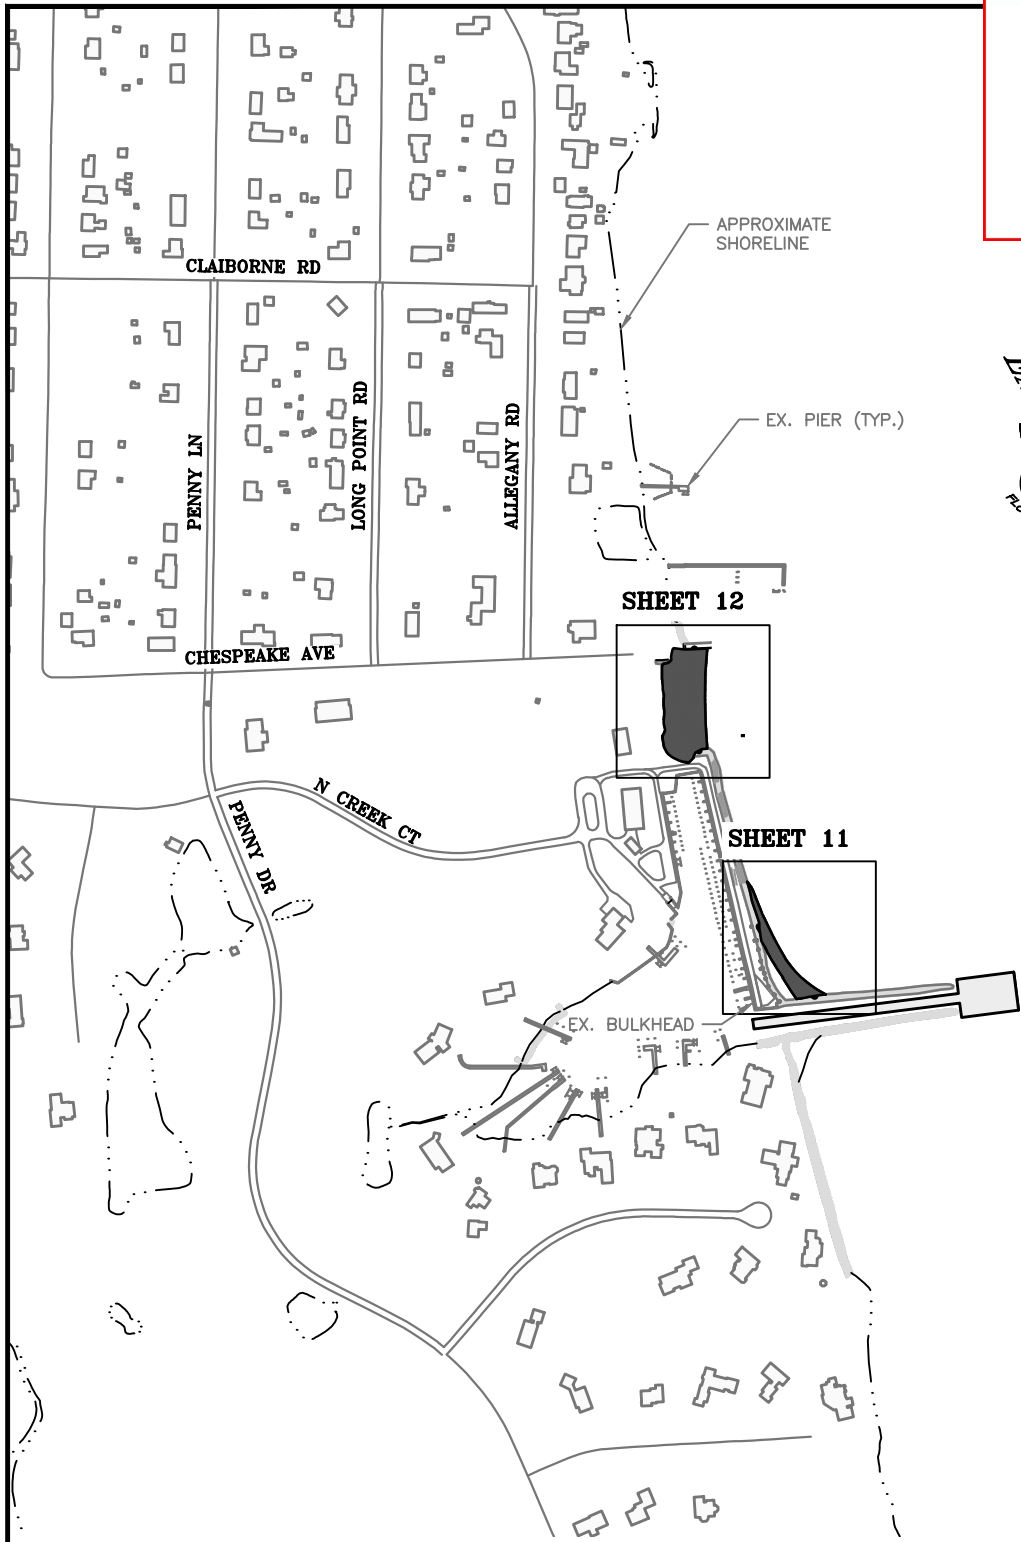 APPROXIMATE
SHORELINE
CLAIBORNE RD
EX. PIER (TYP.)
PENNY LN
LONG POINT RD
ALLEGANY RD
SHEET 12
CHESPEAKE AVE
N CREEK CT
PENNY DR
SHEET 11
EX. BULKHEAD